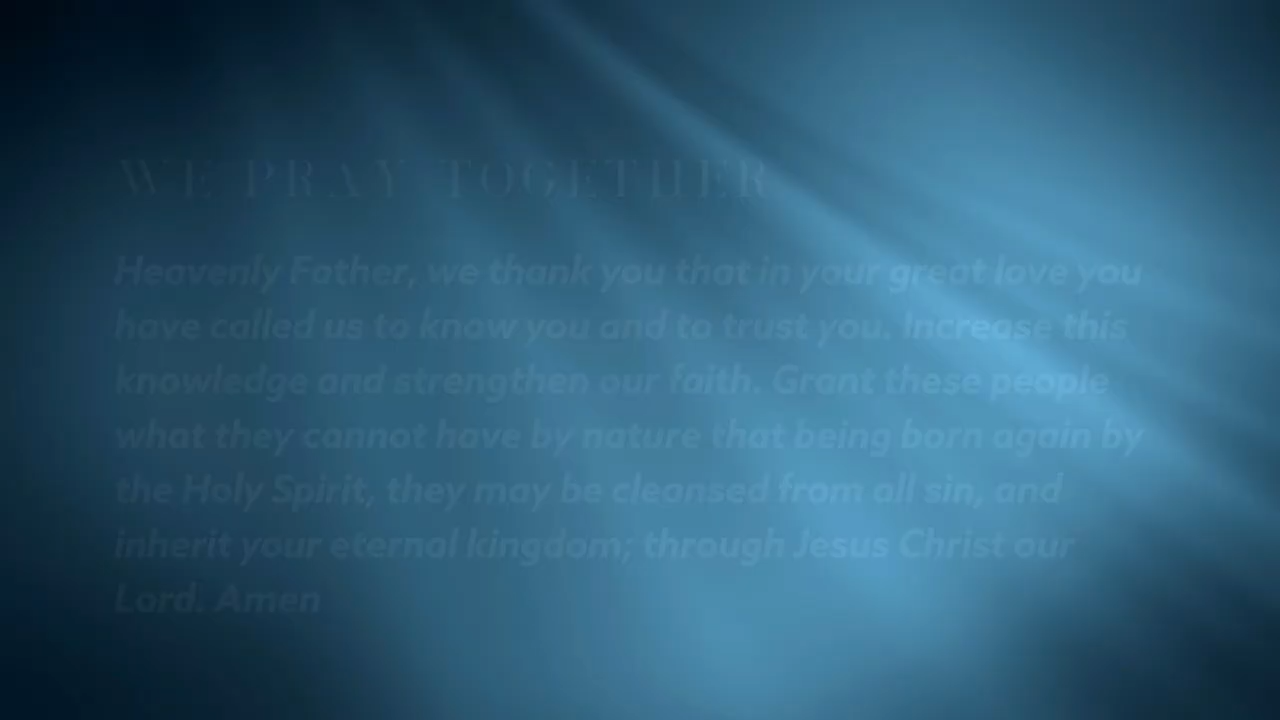 WE PRAY TOGETHER
Heavenly Father, we thank you that in your great love you
have called us to know you and to trust you. Increase this
knowledge and strengthen our faith. Grant these people
what they cannot have by nature that being born again by
the Holy Spirit, they may be cleansed from all sin, and
inherit your eternal kingdom; through Jesus Christ our
Lord. Amen